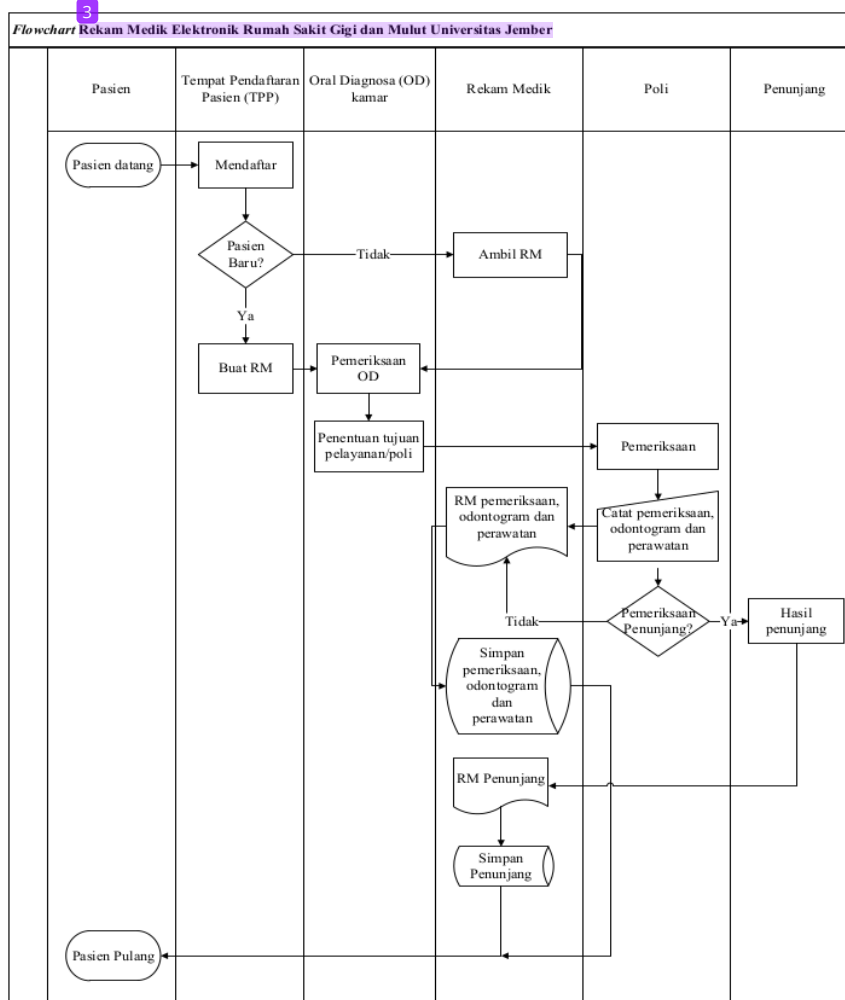 3
Flowchart Rekam Medik Elektronik Rumah Sakit Gigi dan Mulut Universitas Jember
Pasien
Tempat Pendaftaran
Pasien (TPP)
Oral Diagnosa (OD)
kamar
Rekam Medik
Poli
Penunjang
Pasien datang
Mendaftar
Pasien
Baru?
Tidak
Ambil RM
Ya
Buat RM
Pemeriksaan
OD
Penentuan tujuan
pelayanan/poli
Pemeriksaan
RM pemeriksaan,
odontogram dan
perawatan
Catat pemeriksaan,
odontogram dan
perawatan
Tidak
Pemeriksaan
Penunjang?
Ya
Hasil
penunjang
Simpan
pemeriksaan,
odontogram
dan
perawatan
RM Penunjang
Simpan
Penunjang
Pasien Pulang